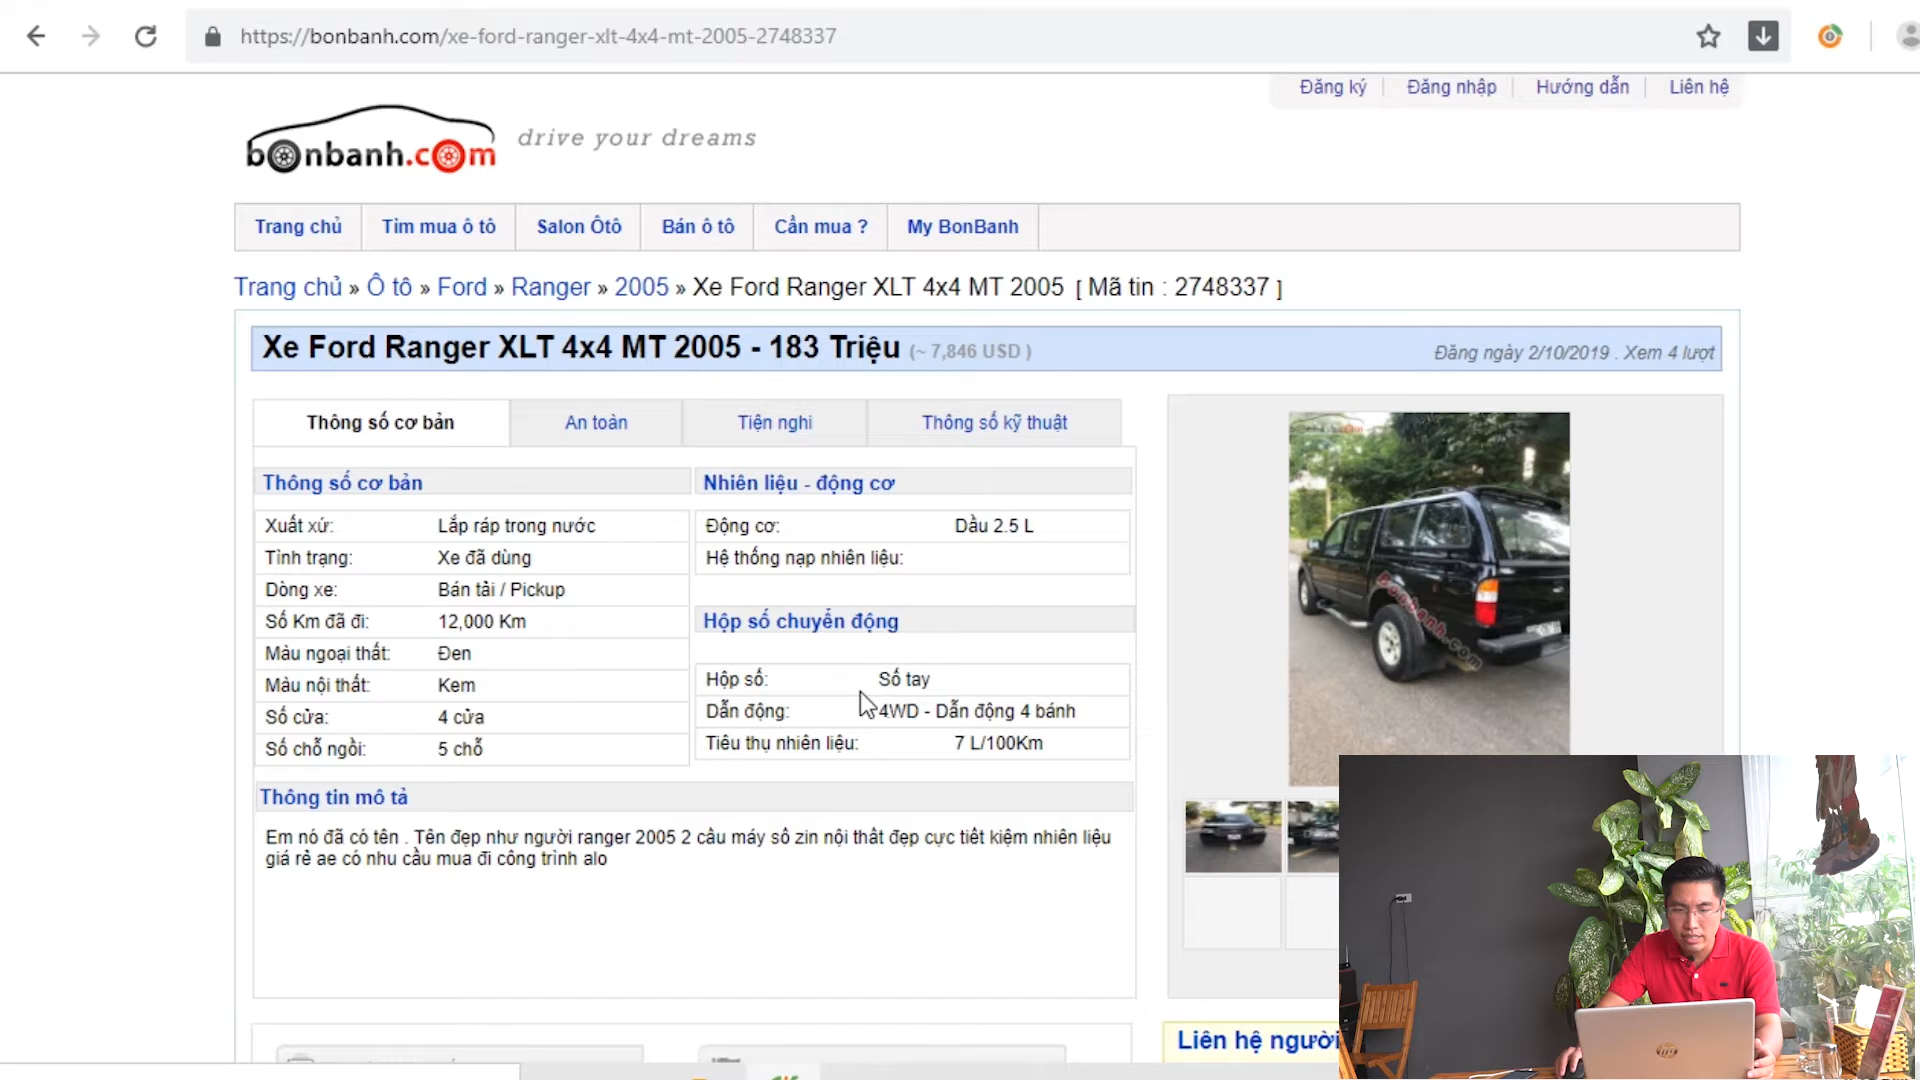 https://bonbanh.com/xe-ford-ranger-xlt-4x4-mt-2005-2748337
Đăng ký
Đăng nhập
Hướng dẫn
Liên hệ
bonbanh.com
drive your dreams
Trang chủ
Tìm mua ô tô
Salon Ôtô
Bán ô tô
Cần mua ?
My BonBanh
Trang chủ » Ô tô » Ford » Ranger » 2005 » Xe Ford Ranger XLT 4x4 MT 2005 [ Mã tin : 2748337 ]
Xe Ford Ranger XLT 4x4 MT 2005 - 183 Triệu (~ 7,846 USD )
Đăng ngày 2/10/2019 . Xem 4 lượt
Thông số cơ bản
An toàn
Tiện nghi
Thông số kỹ thuật
Thông số cơ bản
Xuất xứ: Lắp ráp trong nước
Tình trạng: Xe đã dùng
Dòng xe: Bán tải / Pickup
Số Km đã đi: 12,000 Km
Màu ngoại thất: Đen
Màu nội thất: Kem
Số cửa: 4 cửa
Số chỗ ngồi: 5 chỗ
Nhiên liệu - động cơ
Động cơ: Dầu 2.5 L
Hệ thống nạp nhiên liệu:
Hộp số chuyển động
Hộp số: Số tay
Dẫn động: 4WD - Dẫn động 4 bánh
Tiêu thụ nhiên liệu: 7 L/100Km
Thông tin mô tả
Em nó đã có tên . Tên đẹp như người ranger 2005 2 cầu máy số zin nội thất đẹp cực tiết kiệm nhiên liệu
giá rẻ ae có nhu cầu mua đi công trình alo
Bonbanh.com
Liên hệ người
hp